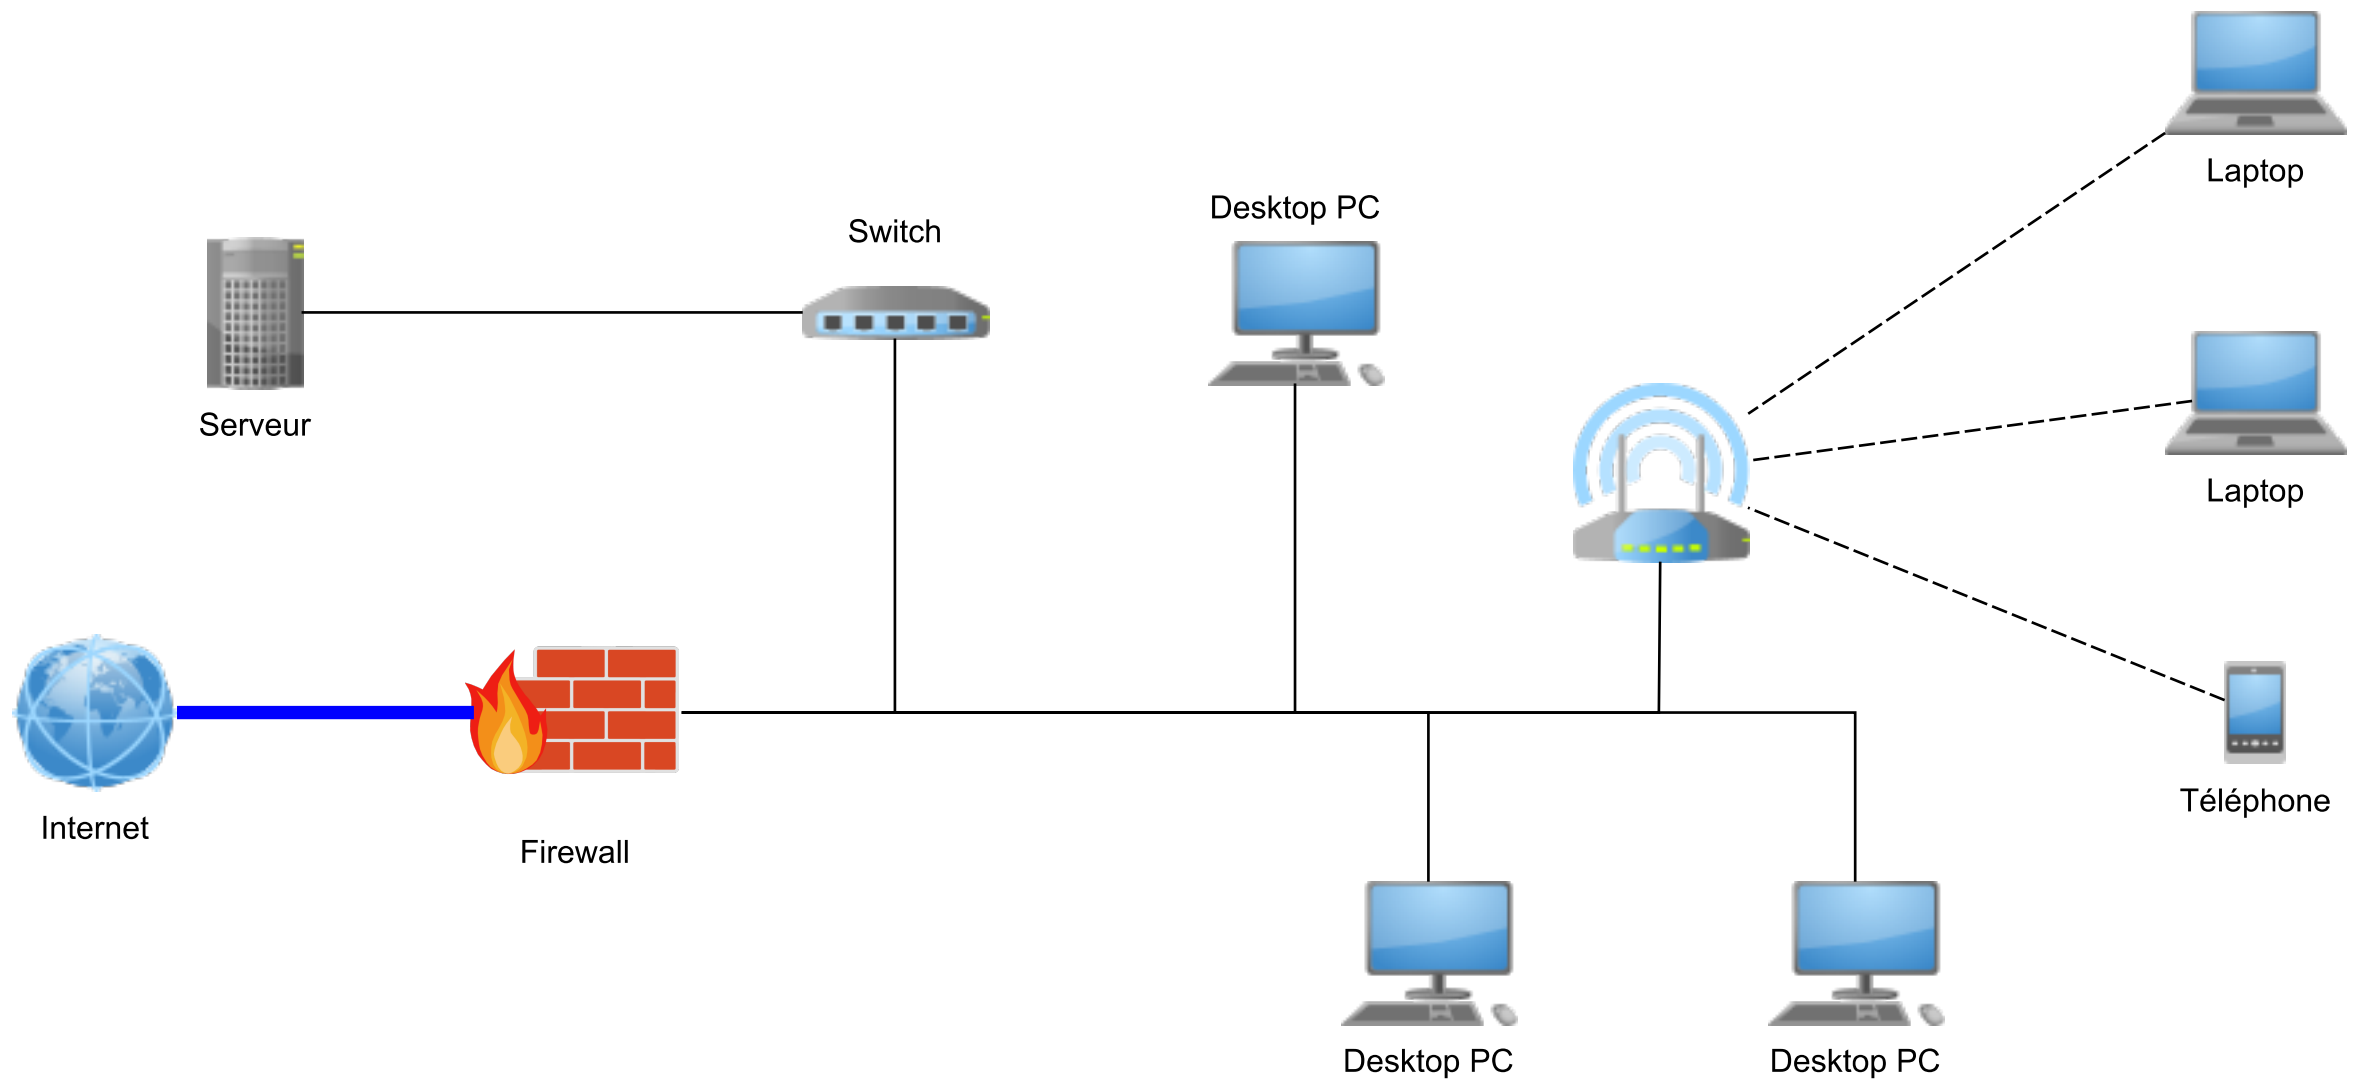 Laptop
Desktop PC
Switch
Serveur
Laptop
Téléphone
Internet
Firewall
Desktop PC
Desktop PC